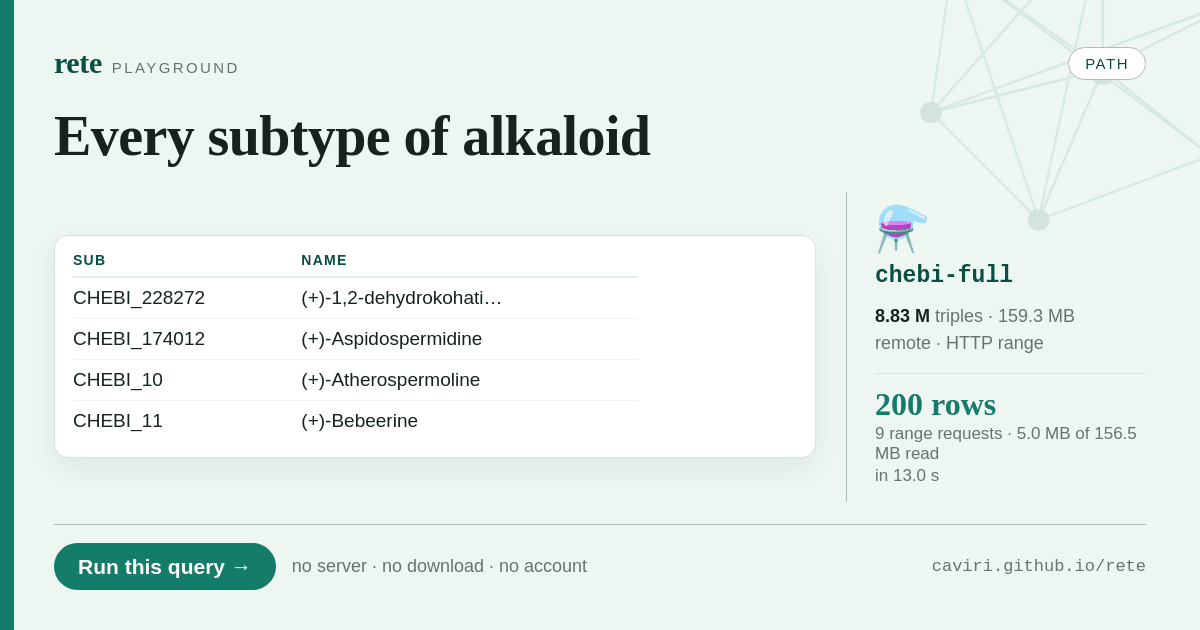 rete PLAYGROUND
PATH
Every subtype of alkaloid
SUB NAME
CHEBI_228272 (+)-1,2-dehydrokohati…
CHEBI_174012 (+)-Aspidospermidine
CHEBI_10 (+)-Atherospermoline
CHEBI_11 (+)-Bebeerine
chebi-full
8.83 M triples · 159.3 MB
remote · HTTP range
200 rows
9 range requests · 5.0 MB of 156.5
MB read
in 13.0 s
Run this query →
no server · no download · no account
caviri.github.io/rete